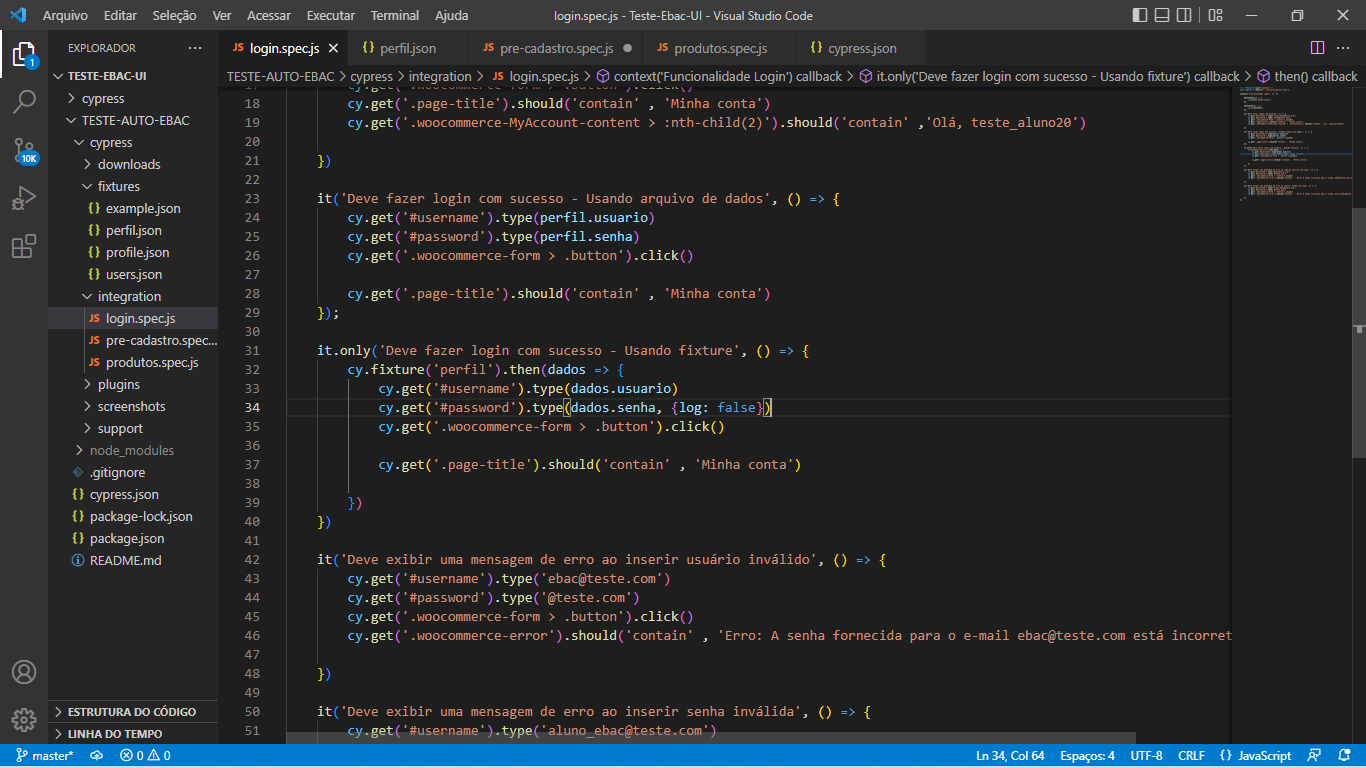 Arquivo Editar Seleção Ver Acessar Executar Terminal Ajuda login.spec.js - Teste-Ebac-UI - Visual Studio Code
EXPLORADOR ···
login.spec.js perfil.json pre-cadastro.spec.js produtos.spec.js cypress.json
TESTE-AUTO-EBAC > cypress > integration > login.spec.js > context('Funcionalidade Login') callback > it.only('Deve fazer login com sucesso - Usando fixture') callback > then() callback
1
10K
TESTE-EBAC-UI
cypress
TESTE-AUTO-EBAC
cypress
downloads
fixtures
example.json
perfil.json
profile.json
users.json
integration
login.spec.js
pre-cadastro.spec...
produtos.spec.js
plugins
screenshots
support
node_modules
.gitignore
cypress.json
package-lock.json
package.json
README.md
ESTRUTURA DO CÓDIGO
LINHA DO TEMPO
17 cy.get('.woocommerce-form > .button').click()
18 cy.get('.page-title').should('contain' , 'Minha conta')
19 cy.get('.woocommerce-MyAccount-content > :nth-child(2)').should('contain' ,'Olá, teste_aluno20')
20
21 })
22
23 it('Deve fazer login com sucesso - Usando arquivo de dados', () => {
24 cy.get('#username').type(perfil.usuario)
25 cy.get('#password').type(perfil.senha)
26 cy.get('.woocommerce-form > .button').click()
27
28 cy.get('.page-title').should('contain' , 'Minha conta')
29 });
30
31 it.only('Deve fazer login com sucesso - Usando fixture', () => {
32 cy.fixture('perfil').then(dados => {
33 cy.get('#username').type(dados.usuario)
34 cy.get('#password').type(dados.senha, {log: false})
35 cy.get('.woocommerce-form > .button').click()
36
37 cy.get('.page-title').should('contain' , 'Minha conta')
38
39 })
40 })
41
42 it('Deve exibir uma mensagem de erro ao inserir usuário inválido', () => {
43 cy.get('#username').type('ebac@teste.com')
44 cy.get('#password').type('@teste.com')
45 cy.get('.woocommerce-form > .button').click()
46 cy.get('.woocommerce-error').should('contain' , 'Erro: A senha fornecida para o e-mail ebac@teste.com está incorret
47
48 })
49
50 it('Deve exibir uma mensagem de erro ao inserir senha inválida', () => {
51 cy.get('#username').type('aluno_ebac@teste.com')
master* 0 0 Ln 34, Col 64 Espaços: 4 UTF-8 CRLF {} JavaScript